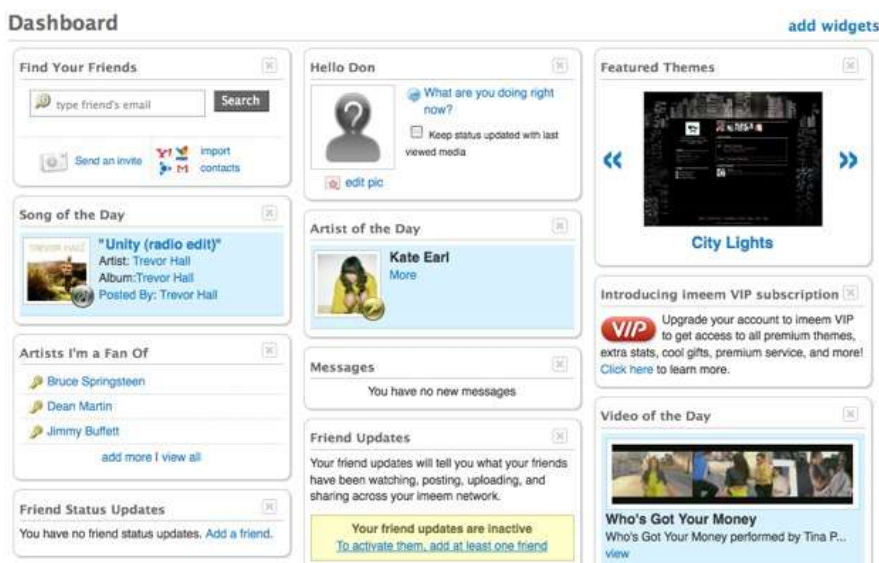 Dashboard
add widgets
Find Your Friends
type friend's email
Search
Send an invite
import
contacts
Song of the Day
"Unity (radio edit)"
Artist: Trevor Hall
Album:Trevor Hall
Posted By: Trevor Hall
Artists I'm a Fan Of
Bruce Springsteen
Dean Martin
Jimmy Buffett
add more | view all
Friend Status Updates
You have no friend status updates. Add a friend.
Hello Don
What are you doing right
now?
Keep status updated with last
viewed media
edit pic
Artist of the Day
Kate Earl
More
Messages
You have no new messages
Friend Updates
Your friend updates will tell you what your friends
have been watching, posting, uploading, and
sharing across your imeem network.
Your friend updates are inactive
To activate them, add at least one friend
Featured Themes
City Lights
Introducing imeem VIP subscription
VIP
Upgrade your account to imeem VIP
to get access to all premium themes,
extra stats, cool gifts, premium service, and more!
Click here to learn more.
Video of the Day
Who's Got Your Money
Who's Got Your Money performed by Tina P...
view